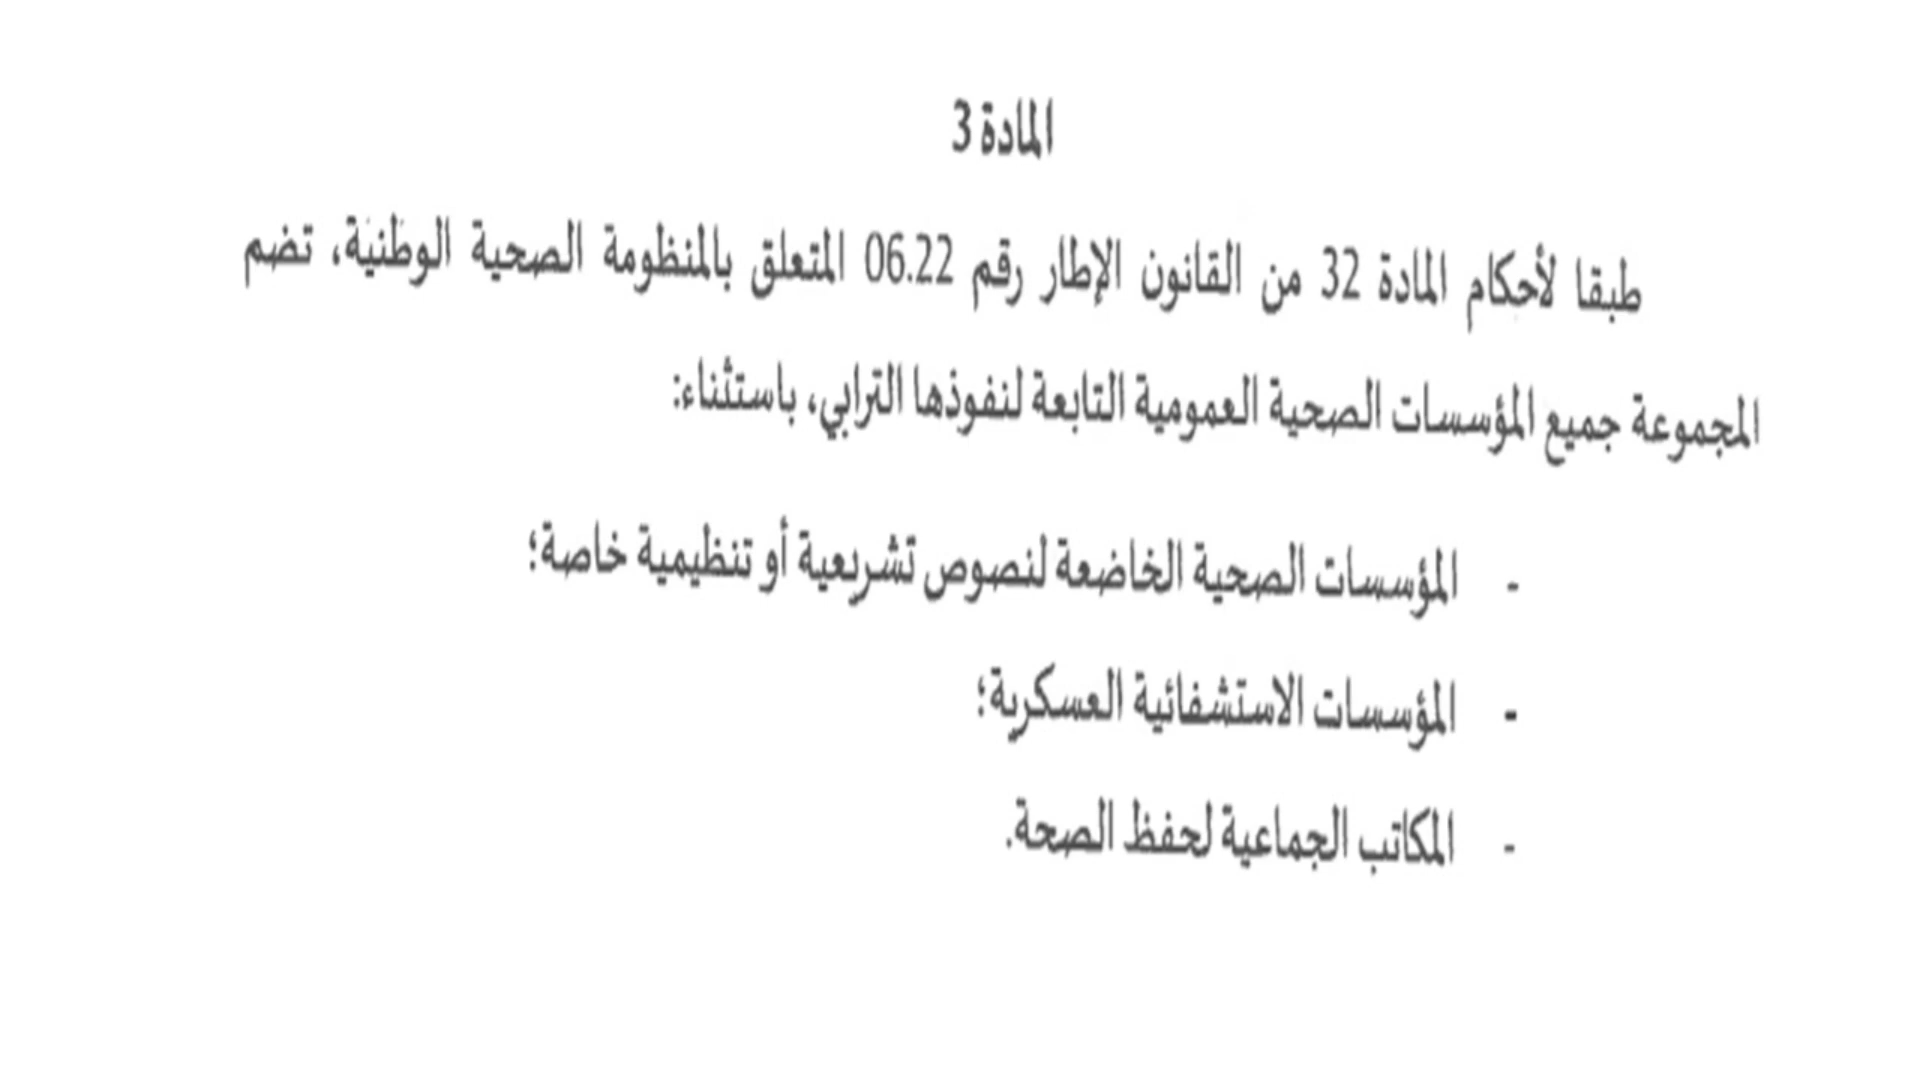 المادة 3
طبقا لأحكام المادة 32 من القانون الإطار رقم 06.22 المتعلق بالمنظومة الصحية الوطنية، تضم
المجموعة جميع المؤسسات الصحية العمومية التابعة لنفوذها الترابي، باستثناء:
- المؤسسات الصحية الخاضعة لنصوص تشريعية أو تنظيمية خاصة؛
- المؤسسات الاستشفائية العسكرية؛
- المكاتب الجماعية لحفظ الصحة.